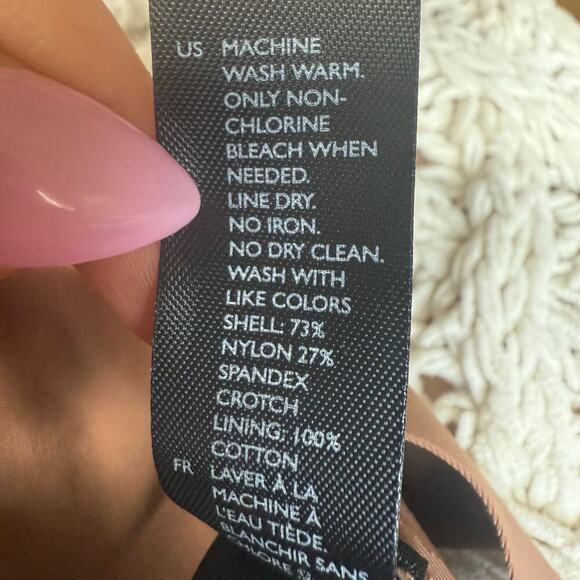 US MACHINE
WASH WARM.
ONLY NON-
CHLORINE
BLEACH WHEN
NEEDED.
LINE DRY.
NO IRON.
NO DRY CLEAN.
WASH WITH
LIKE COLORS
SHELL: 73%
NYLON 27%
SPANDEX
CROTCH
LINING: 100%
COTTON
FR LAVER À LA
MACHINE À
L'EAU TIÈDE.
BLANCHIR SANS